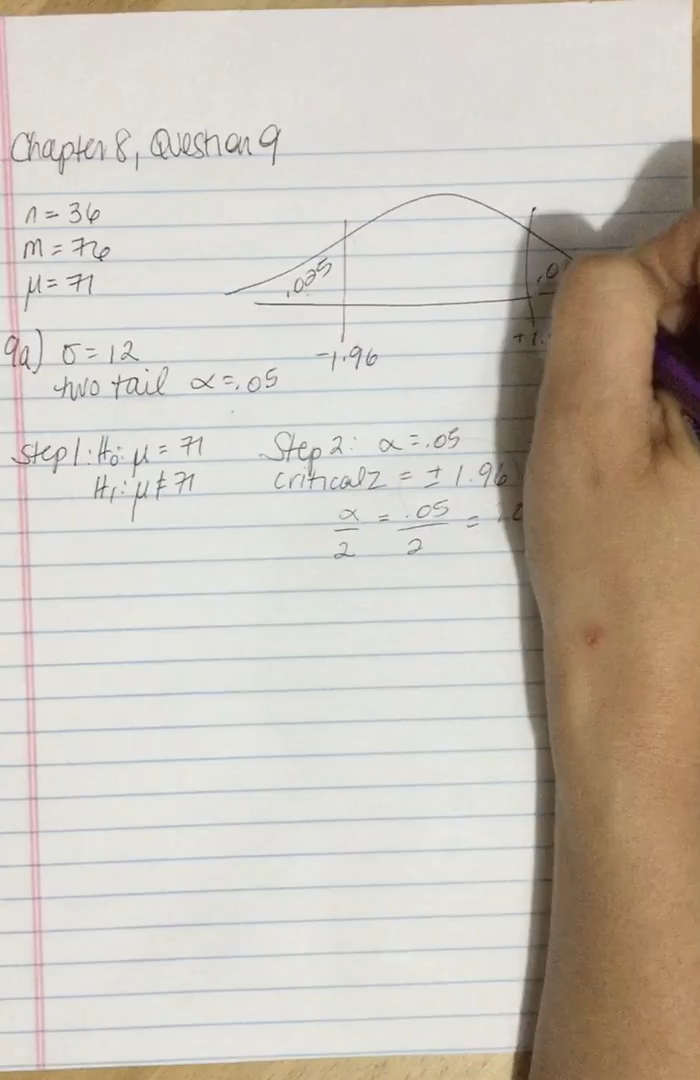 Chapter 8, Question 9
n = 36
m = 76
μ = 71
.025
-1.96
9a) σ = 12
two tail α = .05
Step 1: H₀: μ = 71
H₁: μ ≠ 71
Step 2: α = .05
critical z = ± 1.96
α/2 = .05/2 =